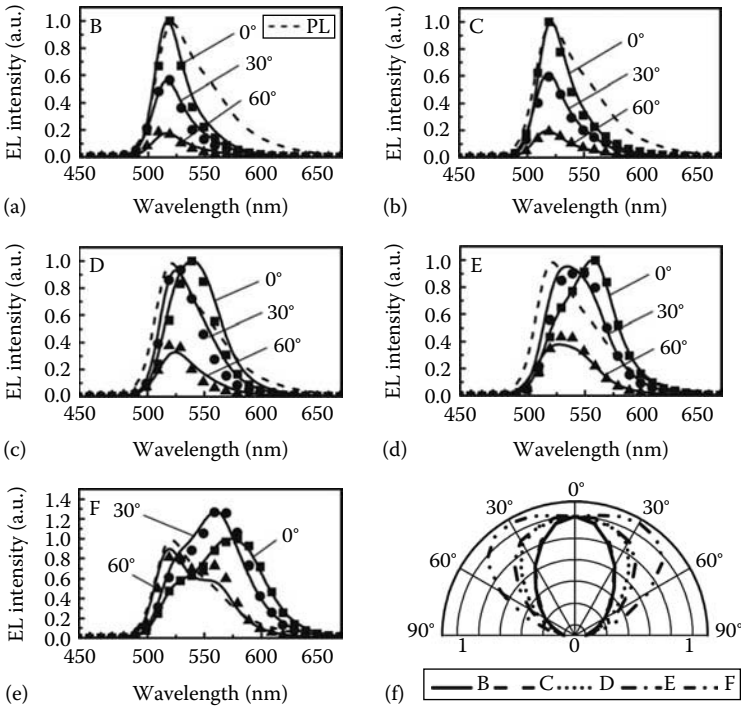 B
PL
0°
30°
60°
EL intensity (a.u.)
1.0
0.8
0.6
0.4
0.2
0.0
450 500 550 600 650
(a) Wavelength (nm)
C
0°
30°
60°
EL intensity (a.u.)
1.0
0.8
0.6
0.4
0.2
0.0
450 500 550 600 650
(b) Wavelength (nm)
D
0°
30°
60°
EL intensity (a.u.)
1.0
0.8
0.6
0.4
0.2
0.0
450 500 550 600 650
(c) Wavelength (nm)
E
0°
30°
60°
EL intensity (a.u.)
1.0
0.8
0.6
0.4
0.2
0.0
450 500 550 600 650
(d) Wavelength (nm)
F
30°
0°
60°
EL intensity (a.u.)
1.4
1.2
1.0
0.8
0.6
0.4
0.2
0.0
450 500 550 600 650
(e) Wavelength (nm)
0°
30° 30°
60° 60°
90° 90°
1 0 1
(f) B C D E F